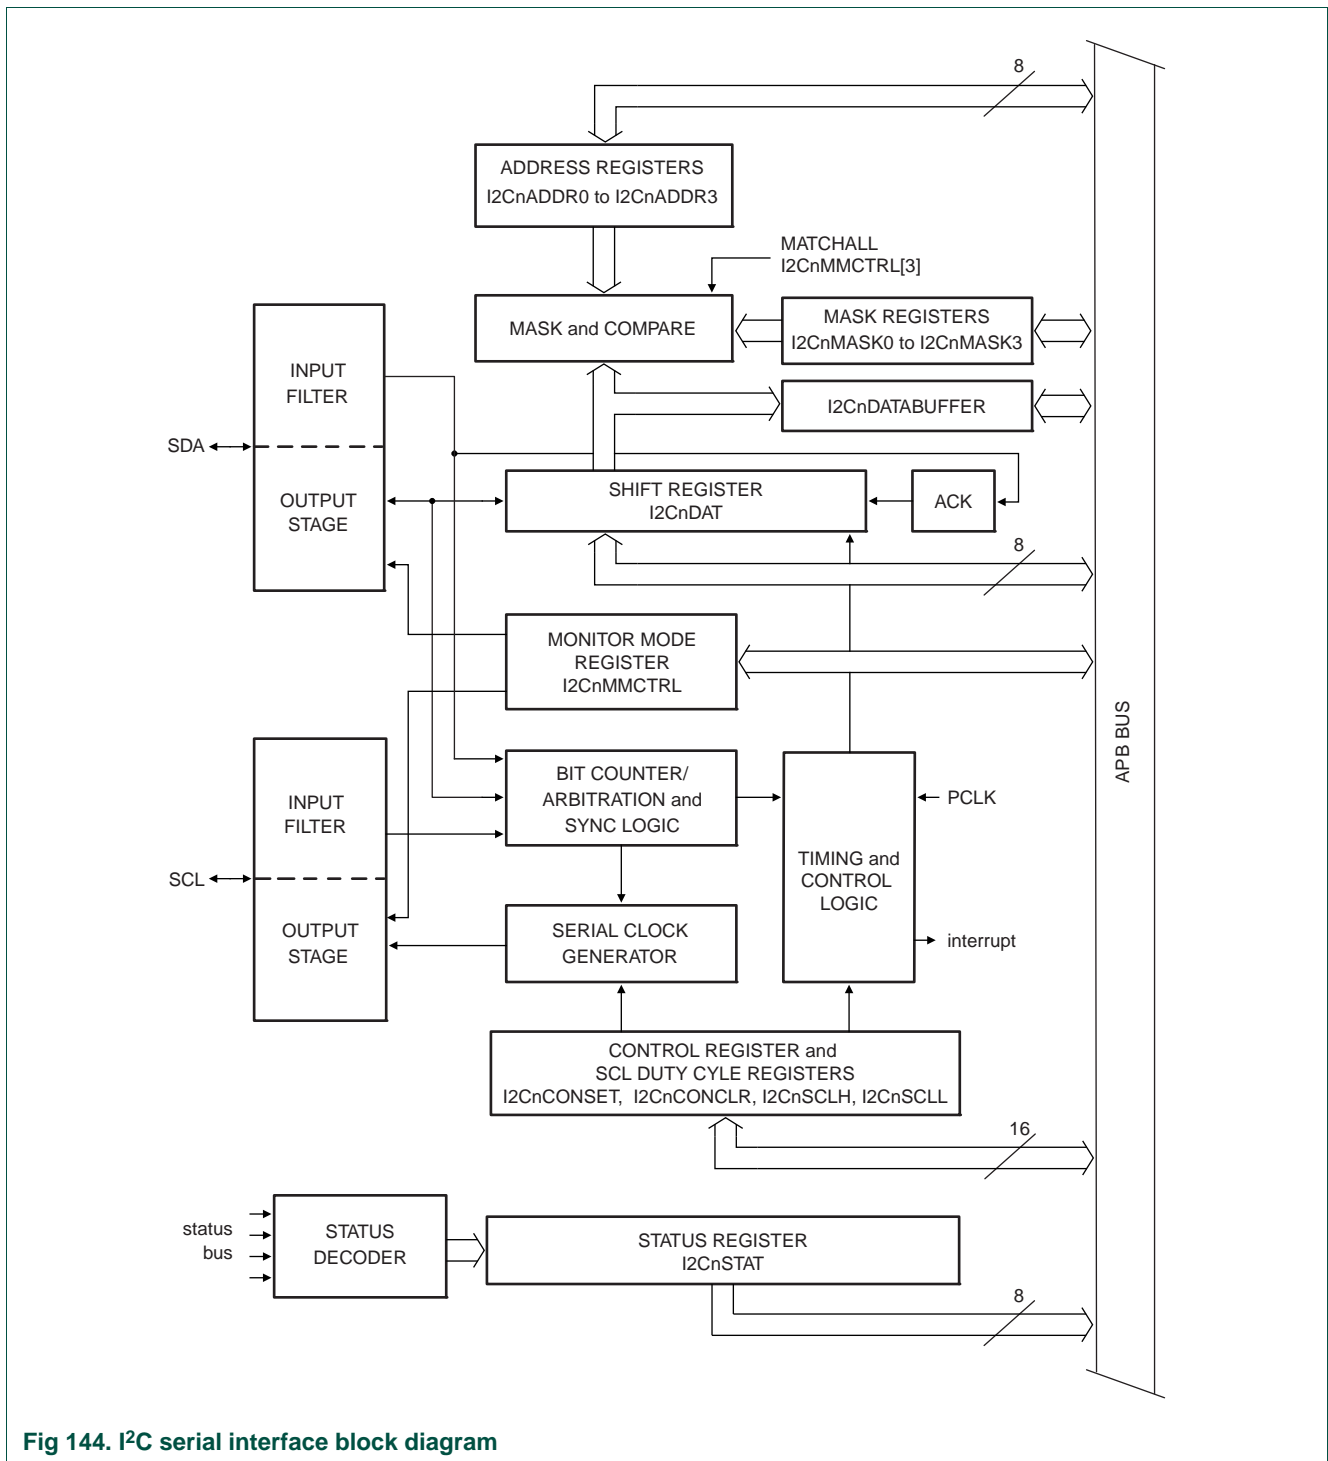 8
ADDRESS REGISTERS
I2CnADDR0 to I2CnADDR3
MATCHALL
I2CnMMCTRL[3]
MASK and COMPARE
MASK REGISTERS
I2CnMASK0 to I2CnMASK3
I2CnDATABUFFER
INPUT
FILTER
SDA
OUTPUT
STAGE
SHIFT REGISTER
I2CnDAT
ACK
8
MONITOR MODE
REGISTER
I2CnMMCTRL
APB BUS
INPUT
FILTER
SCL
OUTPUT
STAGE
BIT COUNTER/
ARBITRATION and
SYNC LOGIC
PCLK
TIMING and
CONTROL
LOGIC
SERIAL CLOCK
GENERATOR
interrupt
CONTROL REGISTER and
SCL DUTY CYLE REGISTERS
I2CnCONSET, I2CnCONCLR, I2CnSCLH, I2CnSCLL
16
status
bus
STATUS
DECODER
STATUS REGISTER
I2CnSTAT
8
Fig 144. I²C serial interface block diagram